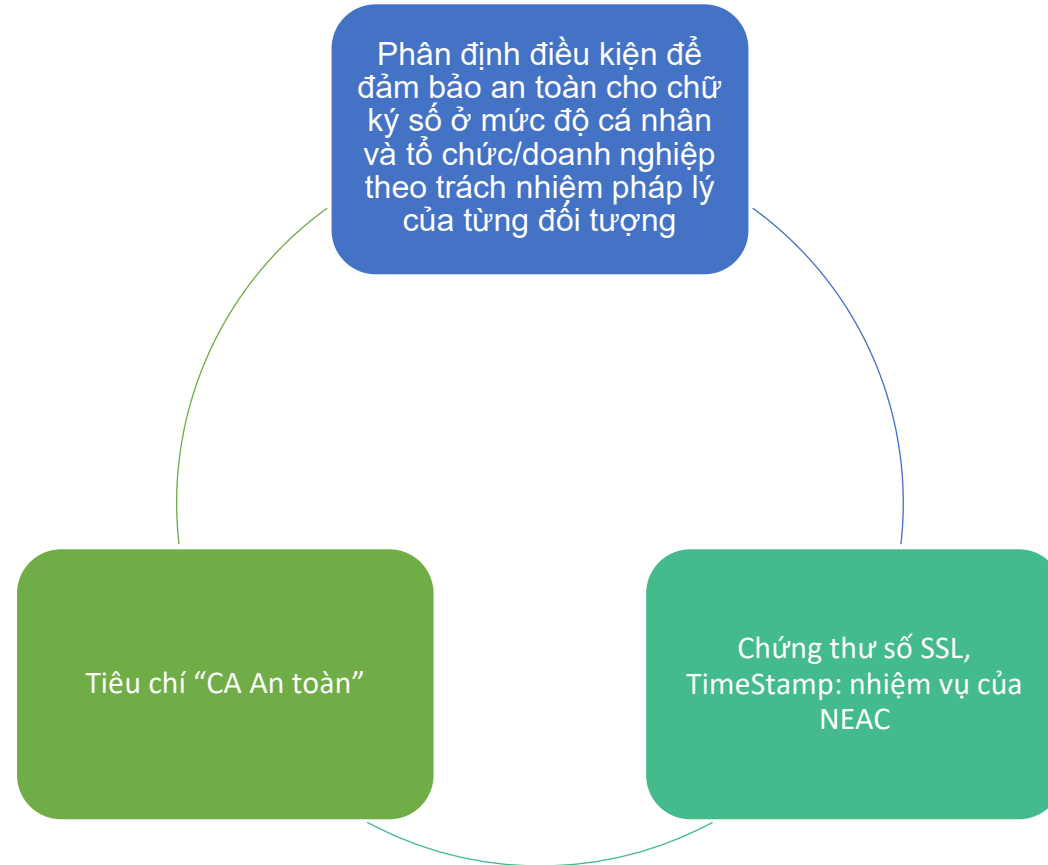 Phân định điều kiện để
đảm bảo an toàn cho chữ
ký số ở mức độ cá nhân
và tổ chức/doanh nghiệp
theo trách nhiệm pháp lý
của từng đối tượng
Tiêu chí “CA An toàn”
Chứng thư số SSL,
TimeStamp: nhiệm vụ của
NEAC